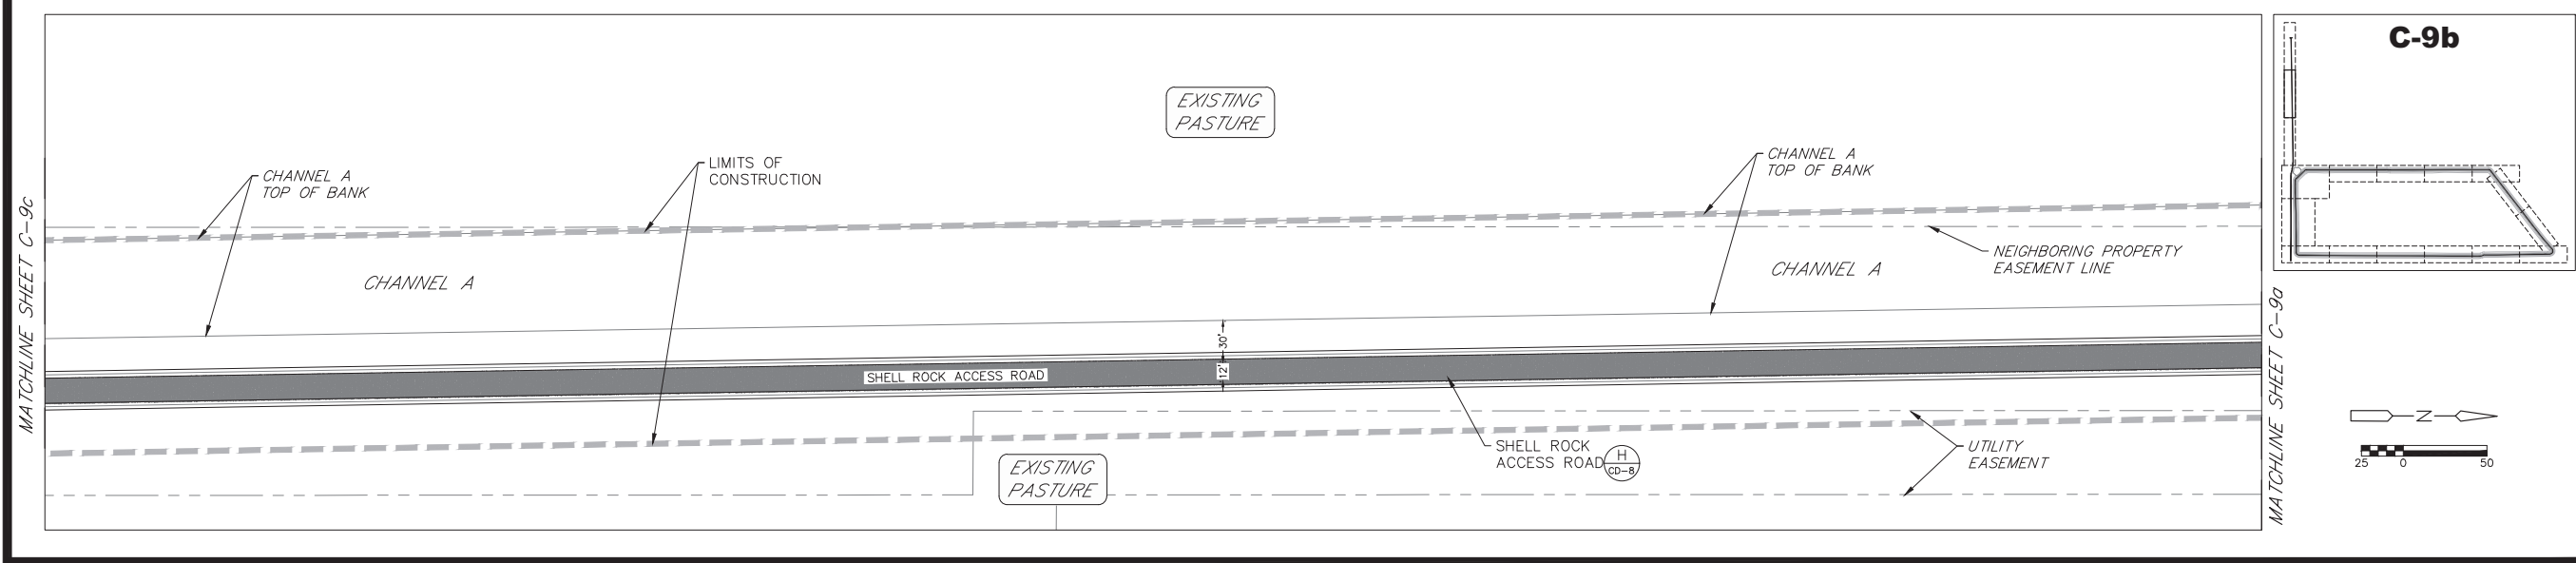 C-9b
EXISTING
PASTURE
CHANNEL A
TOP OF BANK
LIMITS OF
CONSTRUCTION
CHANNEL A
TOP OF BANK
MATCHLINE SHEET C-9c
NEIGHBORING PROPERTY
EASEMENT LINE
CHANNEL A
CHANNEL A
MATCHLINE SHEET C-9a
30'
12'
SHELL ROCK ACCESS ROAD
SHELL ROCK
ACCESS ROAD
H
CD-8
UTILITY
EASEMENT
EXISTING
PASTURE
Z
25 0 50